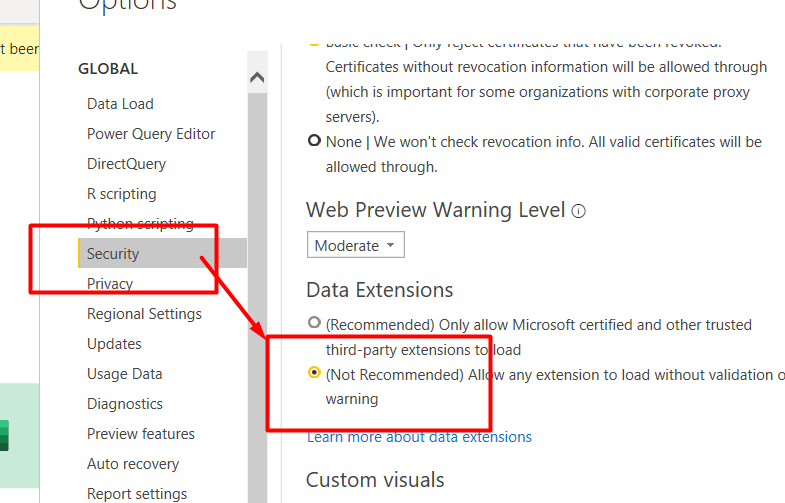 Options
t beer
GLOBAL
Data Load
Power Query Editor
DirectQuery
R scripting
Python scripting
Security
Privacy
Regional Settings
Updates
Usage Data
Diagnostics
Preview features
Auto recovery
Report settings
Basic check | Only reject certificates that have been revoked.
Certificates without revocation information will be allowed through
(which is important for some organizations with corporate proxy
servers).
None | We won't check revocation info. All valid certificates will be
allowed through.
Web Preview Warning Level
Moderate
Data Extensions
(Recommended) Only allow Microsoft certified and other trusted
third-party extensions to load
(Not Recommended) Allow any extension to load without validation o
warning
Learn more about data extensions
Custom visuals